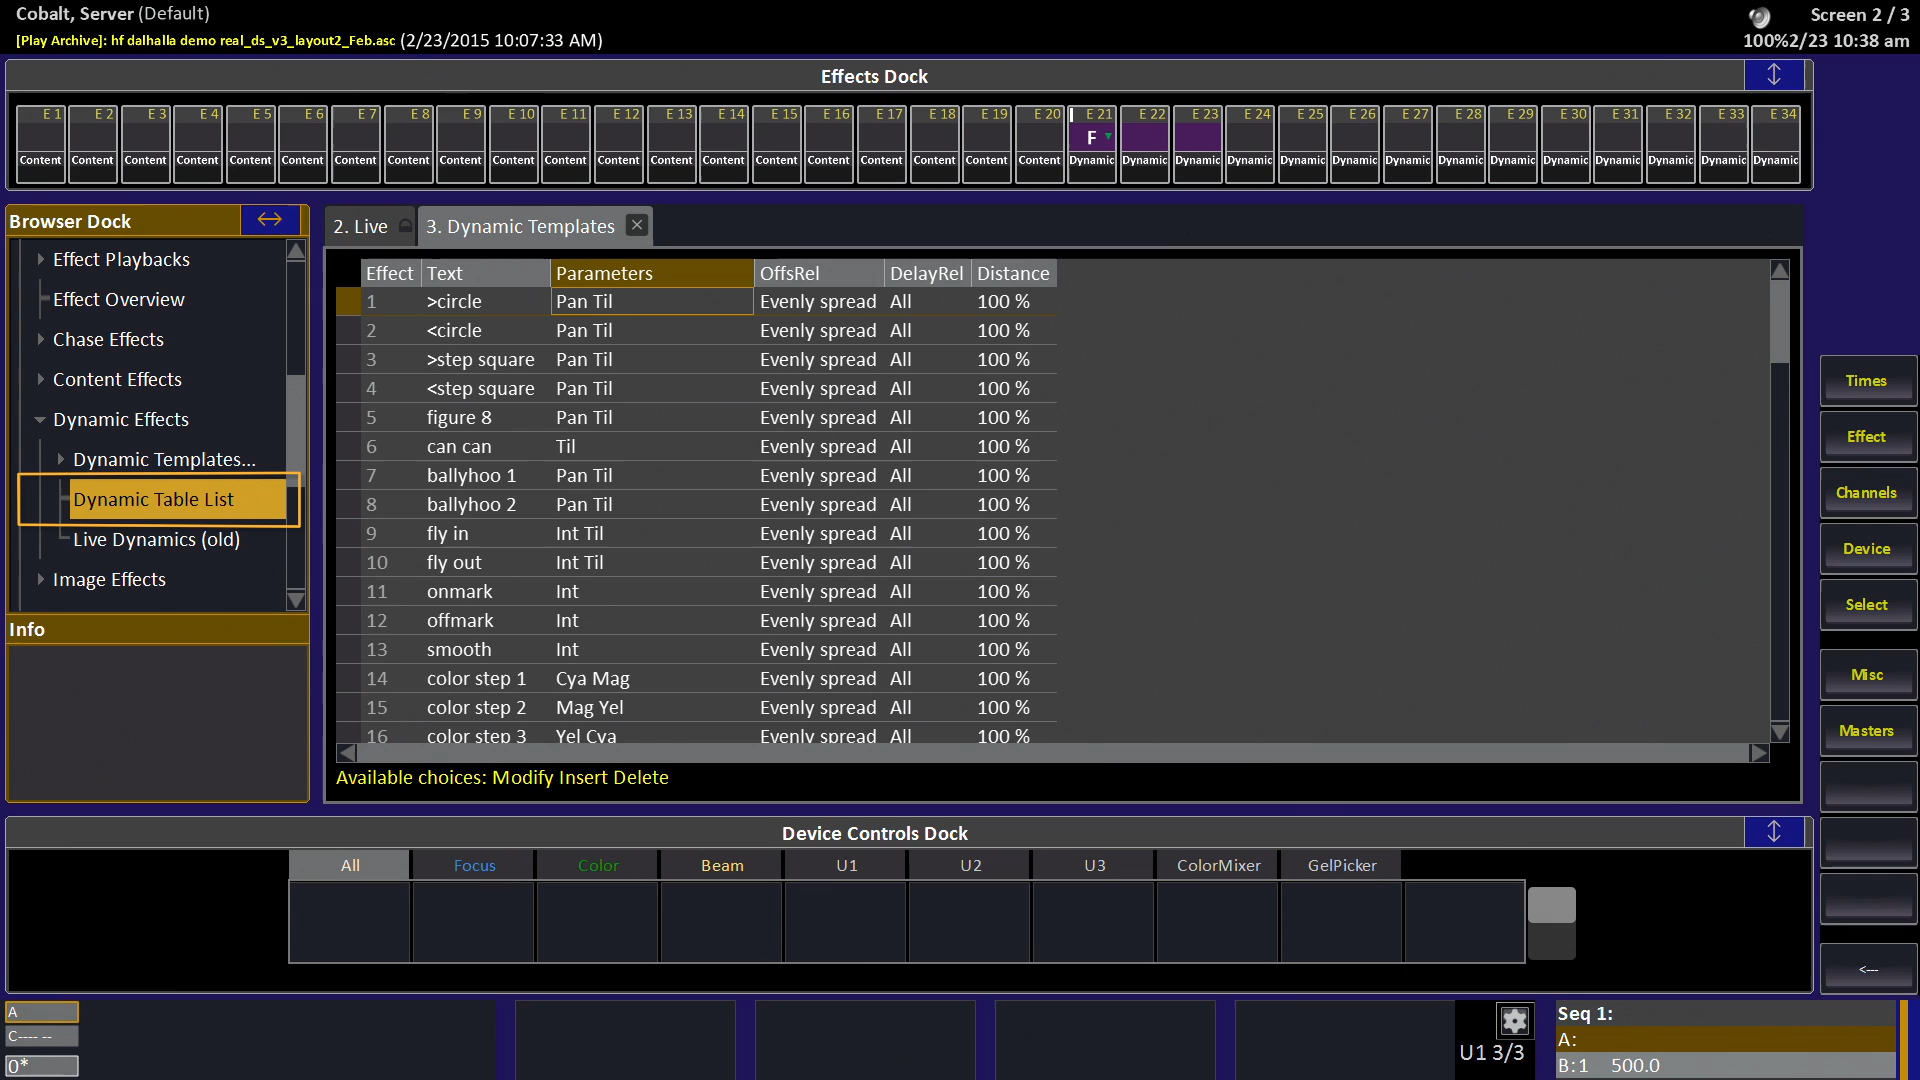 Cobalt, Server (Default)
Screen 2 / 3
[Play Archive]: hf dalhalla demo real_ds_v3_layout2_Feb.asc (2/23/2015 10:07:33 AM)
100%2/23 10:38 am
Effects Dock
E 1 E 2 E 3 E 4 E 5 E 6 E 7 E 8 E 9 E 10 E 11 E 12 E 13 E 14 E 15 E 16 E 17 E 18 E 19 E 20 E 21 E 22 E 23 E 24 E 25 E 26 E 27 E 28 E 29 E 30 E 31 E 32 E 33 E 34
F
Content Content Content Content Content Content Content Content Content Content Content Content Content Content Content Content Content Content Content Content Dynamic Dynamic Dynamic Dynamic Dynamic Dynamic Dynamic Dynamic Dynamic Dynamic Dynamic Dynamic Dynamic Dynamic
Browser Dock
Effect Playbacks
Effect Overview
Chase Effects
Content Effects
Dynamic Effects
Dynamic Templates...
Dynamic Table List
Live Dynamics (old)
Image Effects
Info
2. Live
3. Dynamic Templates
Effect Text Parameters OffsRel DelayRel Distance
1 >circle Pan Til Evenly spread All 100 %
2 <circle Pan Til Evenly spread All 100 %
3 >step square Pan Til Evenly spread All 100 %
4 <step square Pan Til Evenly spread All 100 %
5 figure 8 Pan Til Evenly spread All 100 %
6 can can Til Evenly spread All 100 %
7 ballyhoo 1 Pan Til Evenly spread All 100 %
8 ballyhoo 2 Pan Til Evenly spread All 100 %
9 fly in Int Til Evenly spread All 100 %
10 fly out Int Til Evenly spread All 100 %
11 onmark Int Evenly spread All 100 %
12 offmark Int Evenly spread All 100 %
13 smooth Int Evenly spread All 100 %
14 color step 1 Cya Mag Evenly spread All 100 %
15 color step 2 Mag Yel Evenly spread All 100 %
16 color step 3 Yel Cya Evenly spread All 100 %
Available choices: Modify Insert Delete
Times
Effect
Channels
Device
Select
Misc
Masters
<---
Device Controls Dock
All Focus Color Beam U1 U2 U3 ColorMixer GelPicker
A
C---- --
0*
U1 3/3
Seq 1:
A:
B:1 500.0